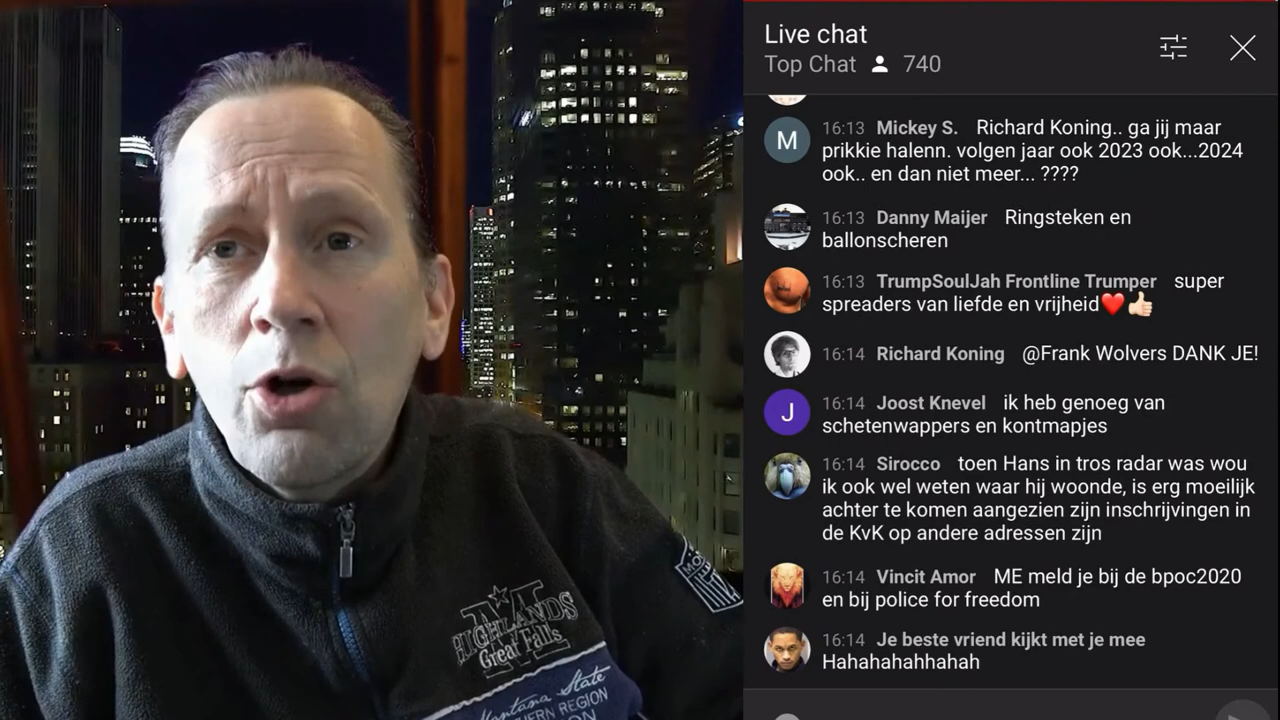 Live chat
Top Chat 740
M
16:13 Mickey S. Richard Koning.. ga jij maar
prikkie halenn. volgen jaar ook 2023 ook...2024
ook.. en dan niet meer... ????
16:13 Danny Maijer Ringsteken en
ballonscheren
16:13 TrumpSoulJah Frontline Trumper super
spreaders van liefde en vrijheid❤👍🏻
16:14 Richard Koning @Frank Wolvers DANK JE!
J
16:14 Joost Knevel ik heb genoeg van
schetenwappers en kontmapjes
16:14 Sirocco toen Hans in tros radar was wou
ik ook wel weten waar hij woonde, is erg moeilijk
achter te komen aangezien zijn inschrijvingen in
de KvK op andere adressen zijn
16:14 Vincit Amor ME meld je bij de bpoc2020
en bij police for freedom
16:14 Je beste vriend kijkt met je mee
Hahahahahhahah
HIGHLANDS
Great Falls
Montana State
REGION